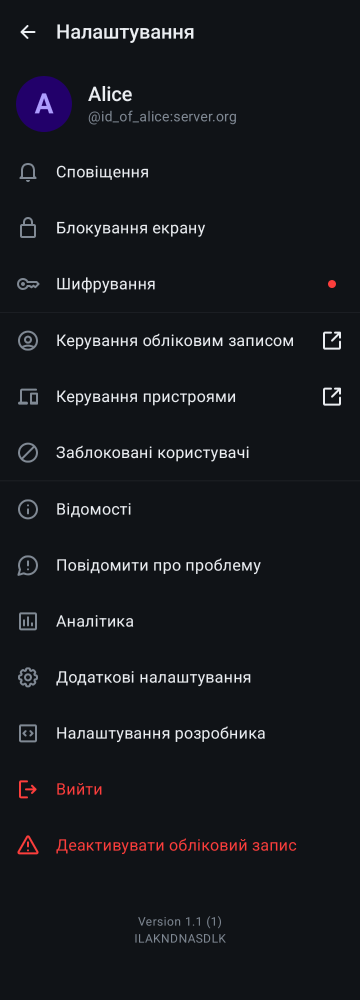 Налаштування
A
Alice
@id_of_alice:server.org
Сповіщення
Блокування екрану
Шифрування
Керування обліковим записом
Керування пристроями
Заблоковані користувачі
Відомості
Повідомити про проблему
Аналітика
Додаткові налаштування
Налаштування розробника
Вийти
Деактивувати обліковий запис
Version 1.1 (1)
ILAKNDNASDLK